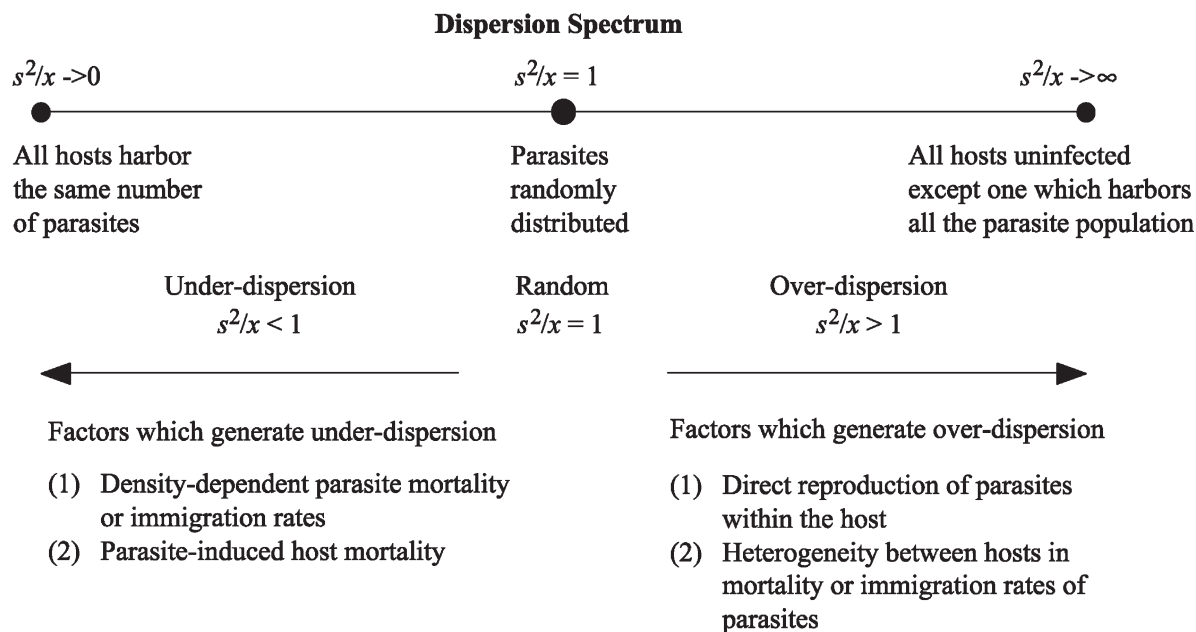 Dispersion Spectrum
s²/x ->0
s²/x = 1
s²/x ->∞
All hosts harbor
the same number
of parasites
Parasites
randomly
distributed
All hosts uninfected
except one which harbors
all the parasite population
Under-dispersion
s²/x < 1
Random
s²/x = 1
Over-dispersion
s²/x > 1
Factors which generate under-dispersion
(1) Density-dependent parasite mortality
or immigration rates
(2) Parasite-induced host mortality
Factors which generate over-dispersion
(1) Direct reproduction of parasites
within the host
(2) Heterogeneity between hosts in
mortality or immigration rates of
parasites